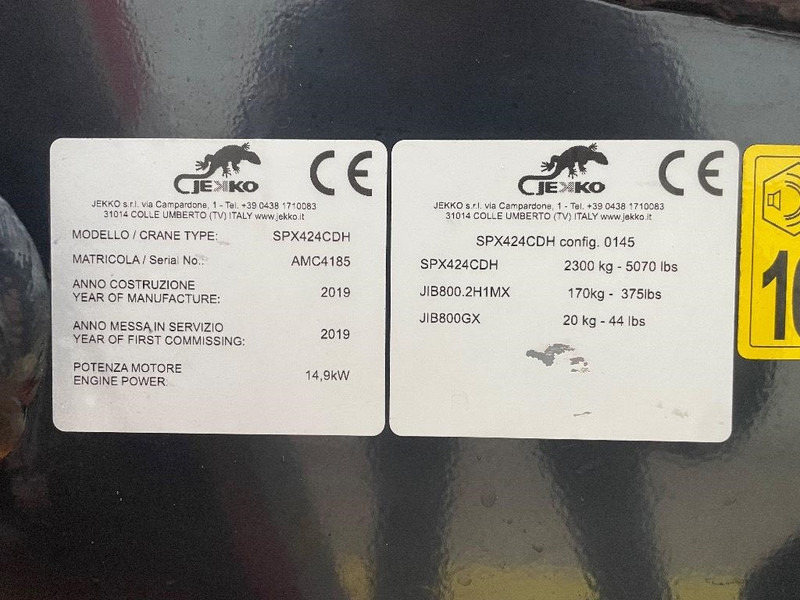 JEKKO
CE
JEKKO s.r.l. via Campardone, 1 - Tel. +39 0438 1710083
31014 COLLE UMBERTO (TV) ITALY www.jekko.it
MODELLO / CRANE TYPE: SPX424CDH
MATRICOLA / Serial No.: AMC4185
ANNO COSTRUZIONE
YEAR OF MANUFACTURE: 2019
ANNO MESSA IN SERVIZIO
YEAR OF FIRST COMMISSING: 2019
POTENZA MOTORE
ENGINE POWER: 14,9kW
JEKKO
CE
JEKKO s.r.l. via Campardone, 1 - Tel. +39 0438 1710083
31014 COLLE UMBERTO (TV) ITALY www.jekko.it
SPX424CDH config. 0145
SPX424CDH 2300 kg - 5070 lbs
JIB800.2H1MX 170kg - 375lbs
JIB800GX 20 kg - 44 lbs